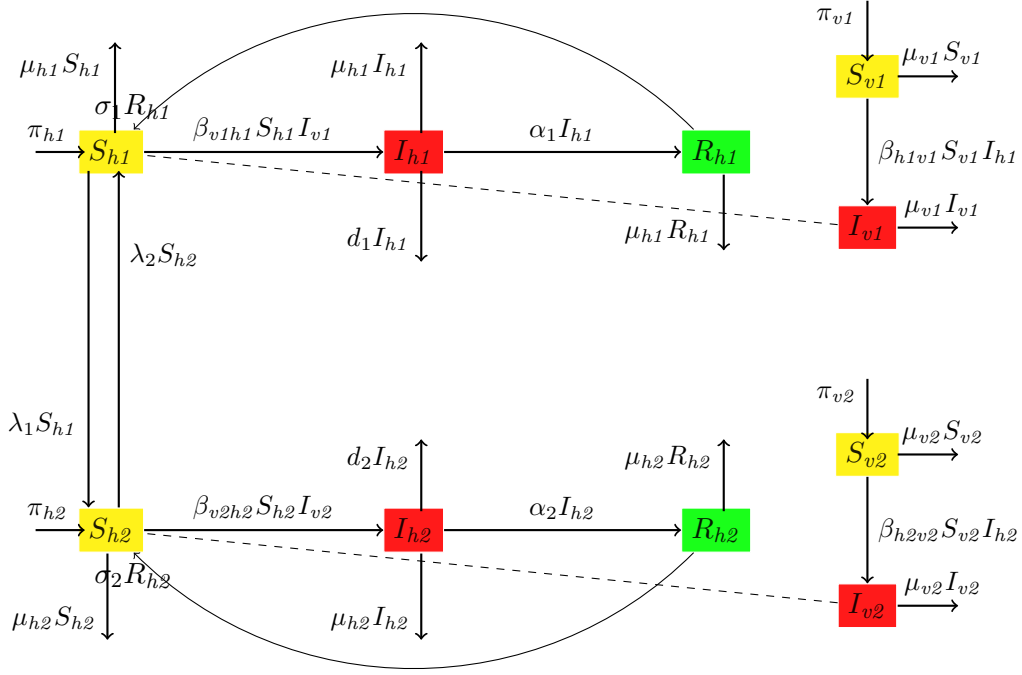 π_{v1}
μ_{h1}S_{h1}
μ_{h1}I_{h1}
S_{v1}
μ_{v1}S_{v1}
σ_1R_{h1}
π_{h1}
S_{h1}
β_{v1h1}S_{h1}I_{v1}
I_{h1}
α_1I_{h1}
R_{h1}
β_{h1v1}S_{v1}I_{h1}
d_1I_{h1}
μ_{h1}R_{h1}
I_{v1}
μ_{v1}I_{v1}
λ_2S_{h2}
λ_1S_{h1}
π_{v2}
d_2I_{h2}
μ_{h2}R_{h2}
S_{v2}
μ_{v2}S_{v2}
π_{h2}
S_{h2}
β_{v2h2}S_{h2}I_{v2}
I_{h2}
α_2I_{h2}
R_{h2}
β_{h2v2}S_{v2}I_{h2}
σ_2R_{h2}
μ_{h2}S_{h2}
μ_{h2}I_{h2}
I_{v2}
μ_{v2}I_{v2}